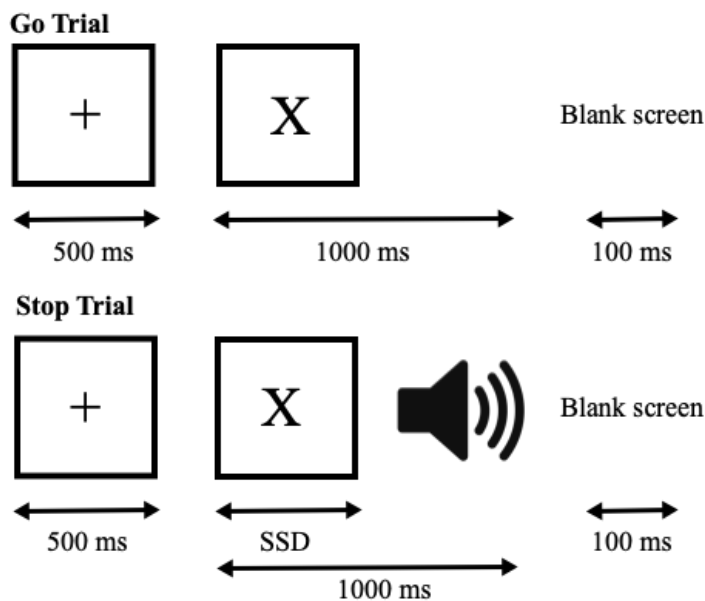 Go Trial
+
X
Blank screen
500 ms
1000 ms
100 ms
Stop Trial
+
X
Blank screen
500 ms
SSD
100 ms
1000 ms